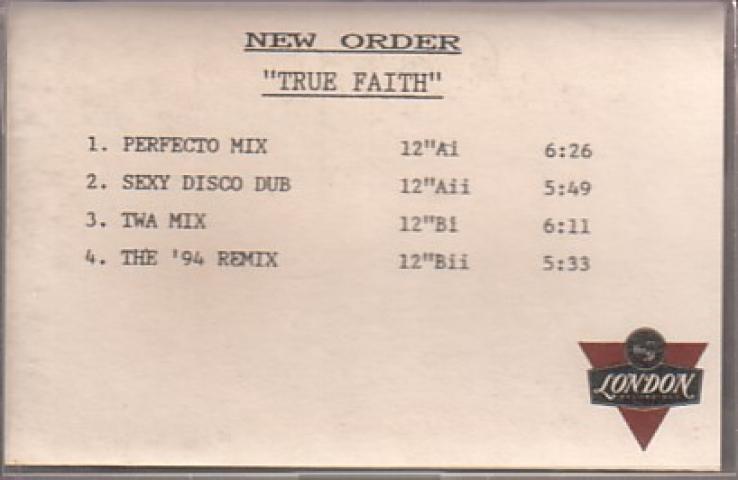 NEW ORDER
"TRUE FAITH"
1. PERFECTO MIX 12"Ai 6:26
2. SEXY DISCO DUB 12"Aii 5:49
3. TWA MIX 12"Bi 6:11
4. THE '94 REMIX 12"Bii 5:33
LONDON